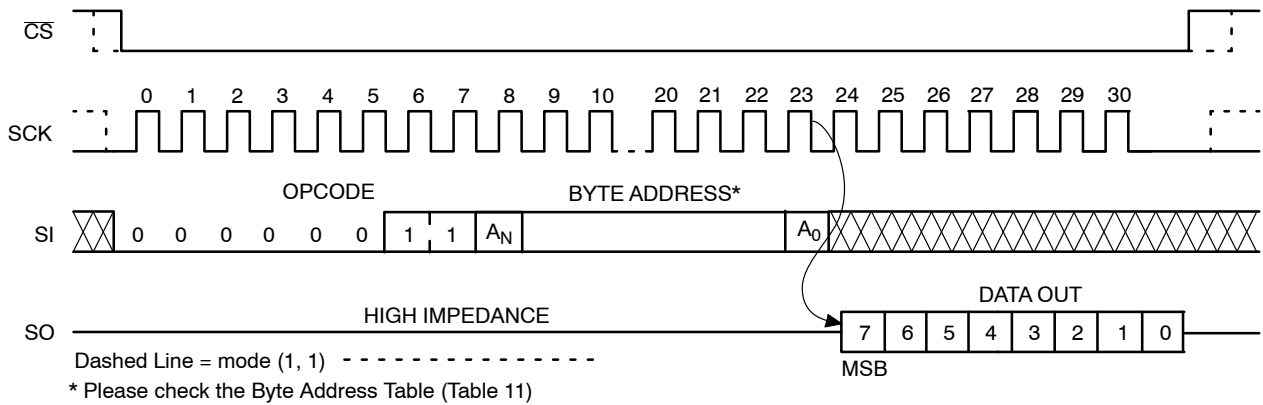 CS
SCK
0 1 2 3 4 5 6 7 8 9 10 20 21 22 23 24 25 26 27 28 29 30
OPCODE
BYTE ADDRESS*
SI
0 0 0 0 0 0 1 1 AN A0
DATA OUT
HIGH IMPEDANCE
SO
7 6 5 4 3 2 1 0
MSB
Dashed Line = mode (1, 1) - - - - - - - - - - - - - -
* Please check the Byte Address Table (Table 11)